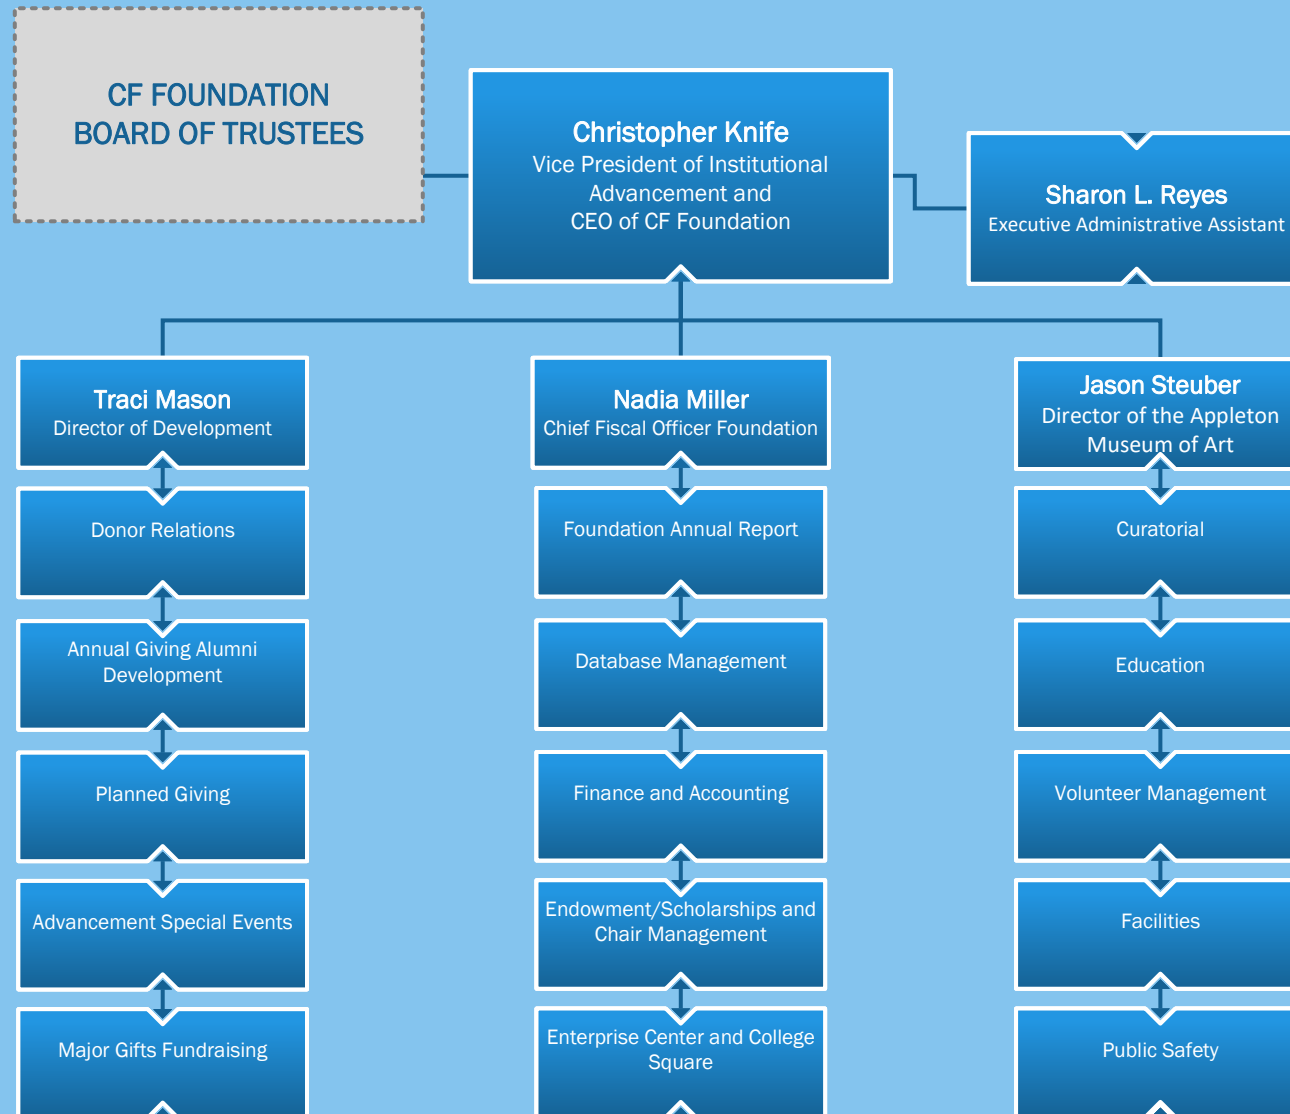 CF FOUNDATION
BOARD OF TRUSTEES
Christopher Knife
Vice President of Institutional
Advancement and
CEO of CF Foundation
Sharon L. Reyes
Executive Administrative Assistant
Traci Mason
Director of Development
Donor Relations
Annual Giving Alumni
Development
Planned Giving
Advancement Special Events
Major Gifts Fundraising
Nadia Miller
Chief Fiscal Officer Foundation
Foundation Annual Report
Database Management
Finance and Accounting
Endowment/Scholarships and
Chair Management
Enterprise Center and College
Square
Jason Steuber
Director of the Appleton
Museum of Art
Curatorial
Education
Volunteer Management
Facilities
Public Safety